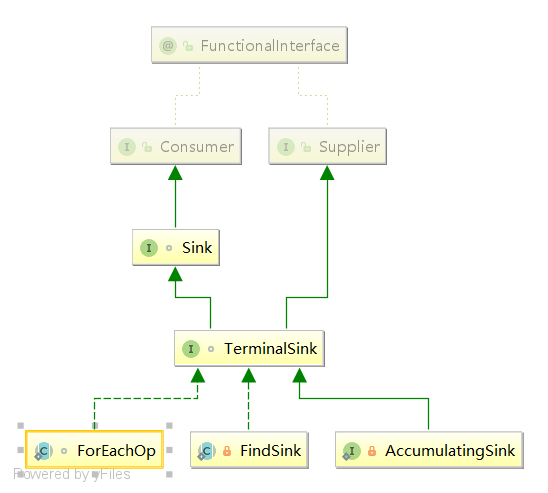 @ FunctionalInterface
I Consumer
I Supplier
I Sink
I TerminalSink
C ForEachOp
C FindSink
I AccumulatingSink
Powered by yFiles